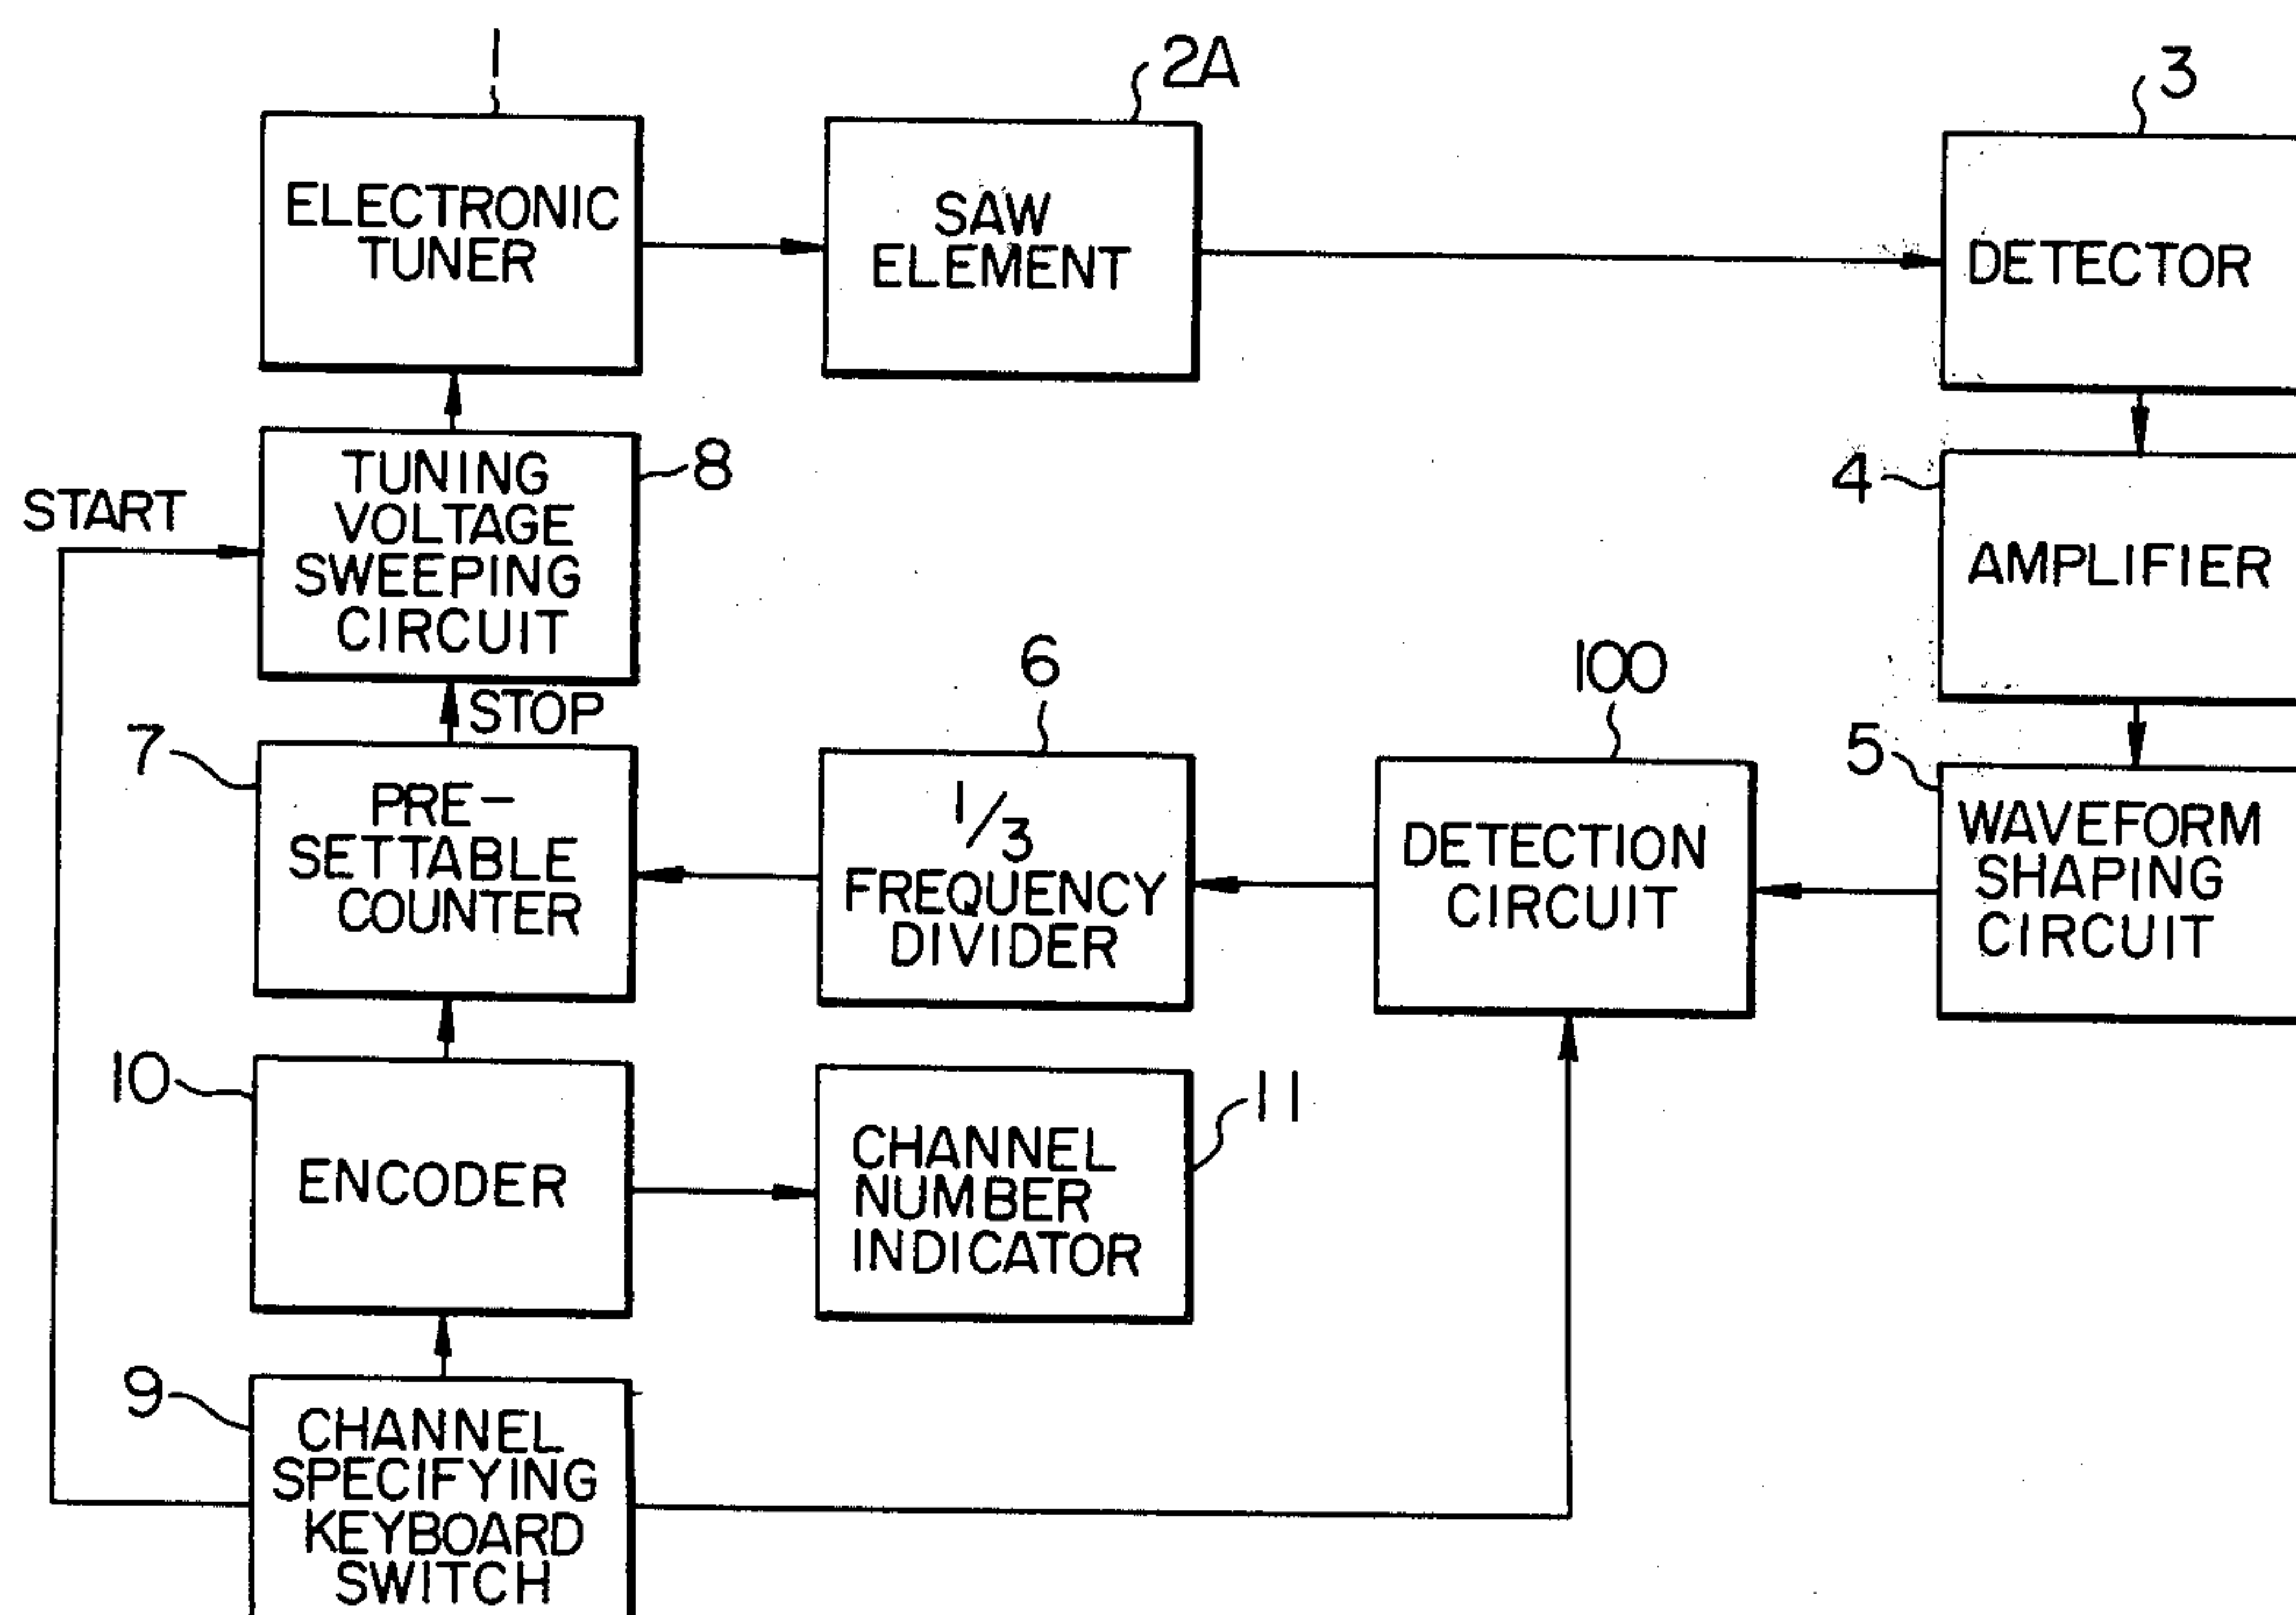 1
2A
3
ELECTRONIC
TUNER
SAW
ELEMENT
DETECTOR
START
TUNING
VOLTAGE
SWEEPING
CIRCUIT
8
4
AMPLIFIER
STOP
7
PRE-
SETTABLE
COUNTER
6
1/3
FREQUENCY
DIVIDER
100
DETECTION
CIRCUIT
5
WAVEFORM
SHAPING
CIRCUIT
10
ENCODER
CHANNEL
NUMBER
INDICATOR
11
9
CHANNEL
SPECIFYING
KEYBOARD
SWITCH